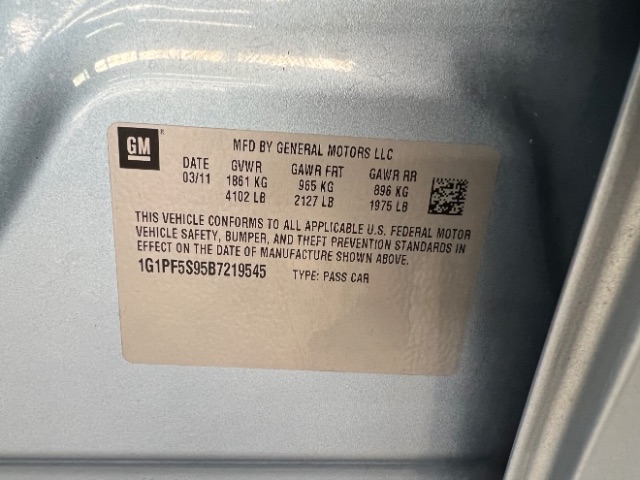 GM
MFD BY GENERAL MOTORS LLC
DATE GVWR GAWR FRT GAWR RR
03/11 1861 KG 965 KG 896 KG
4102 LB 2127 LB 1975 LB
THIS VEHICLE CONFORMS TO ALL APPLICABLE U.S. FEDERAL MOTOR
VEHICLE SAFETY, BUMPER, AND THEFT PREVENTION STANDARDS IN
EFFECT ON THE DATE OF MANUFACTURE SHOWN ABOVE.
1G1PF5S95B7219545 TYPE: PASS CAR